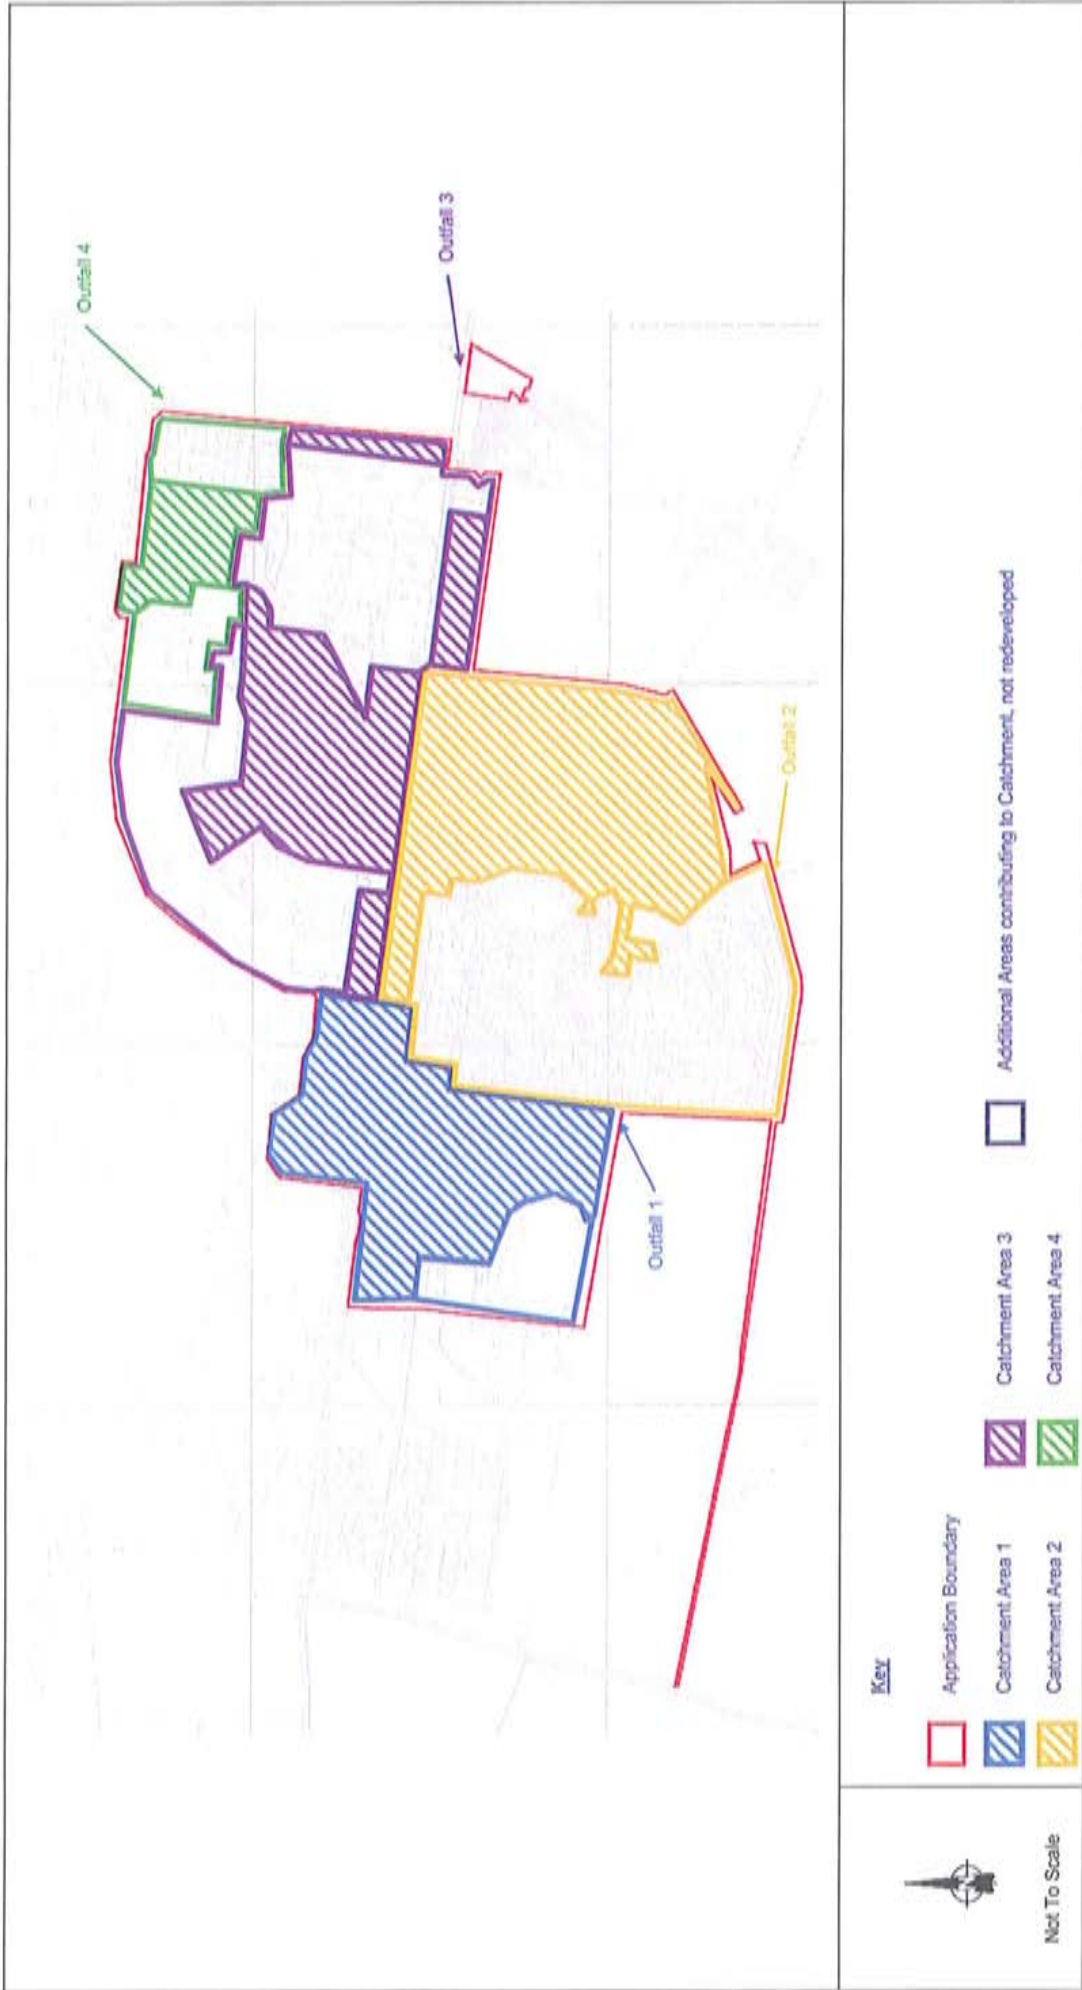 Outfall 4
Outfall 3
Outfall 2
Outfall 1
Key
Application Boundary
Catchment Area 1
Catchment Area 2
Catchment Area 3
Catchment Area 4
Additional Areas contributing to Catchment, not redeveloped
Not To Scale